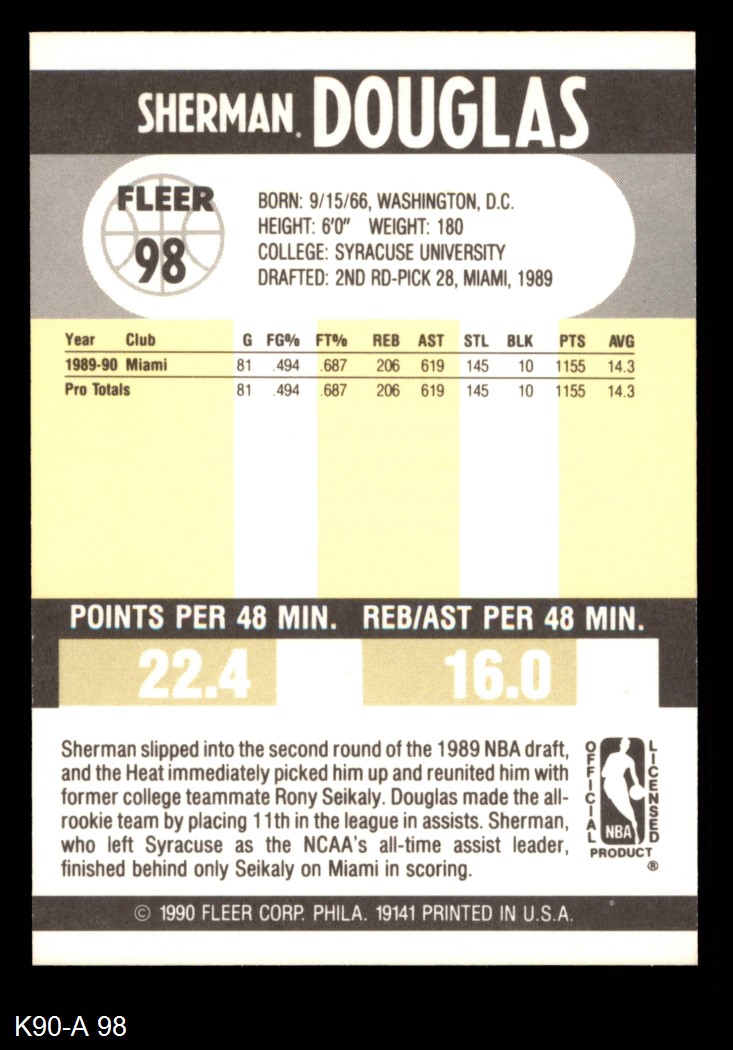 SHERMAN DOUGLAS
FLEER
98
BORN: 9/15/66, WASHINGTON, D.C.
HEIGHT: 6'0" WEIGHT: 180
COLLEGE: SYRACUSE UNIVERSITY
DRAFTED: 2ND RD-PICK 28, MIAMI, 1989
Year Club G FG% FT% REB AST STL BLK PTS AVG
1989-90 Miami 81 .494 .687 206 619 145 10 1155 14.3
Pro Totals 81 .494 .687 206 619 145 10 1155 14.3
POINTS PER 48 MIN. REB/AST PER 48 MIN.
22.4 16.0
Sherman slipped into the second round of the 1989 NBA draft,
and the Heat immediately picked him up and reunited him with
former college teammate Rony Seikaly. Douglas made the all-
rookie team by placing 11th in the league in assists. Sherman,
who left Syracuse as the NCAA's all-time assist leader,
finished behind only Seikaly on Miami in scoring.
OFFICIAL
LICENSED
NBA
PRODUCT
®
© 1990 FLEER CORP. PHILA. 19141 PRINTED IN U.S.A.
K90-A 98